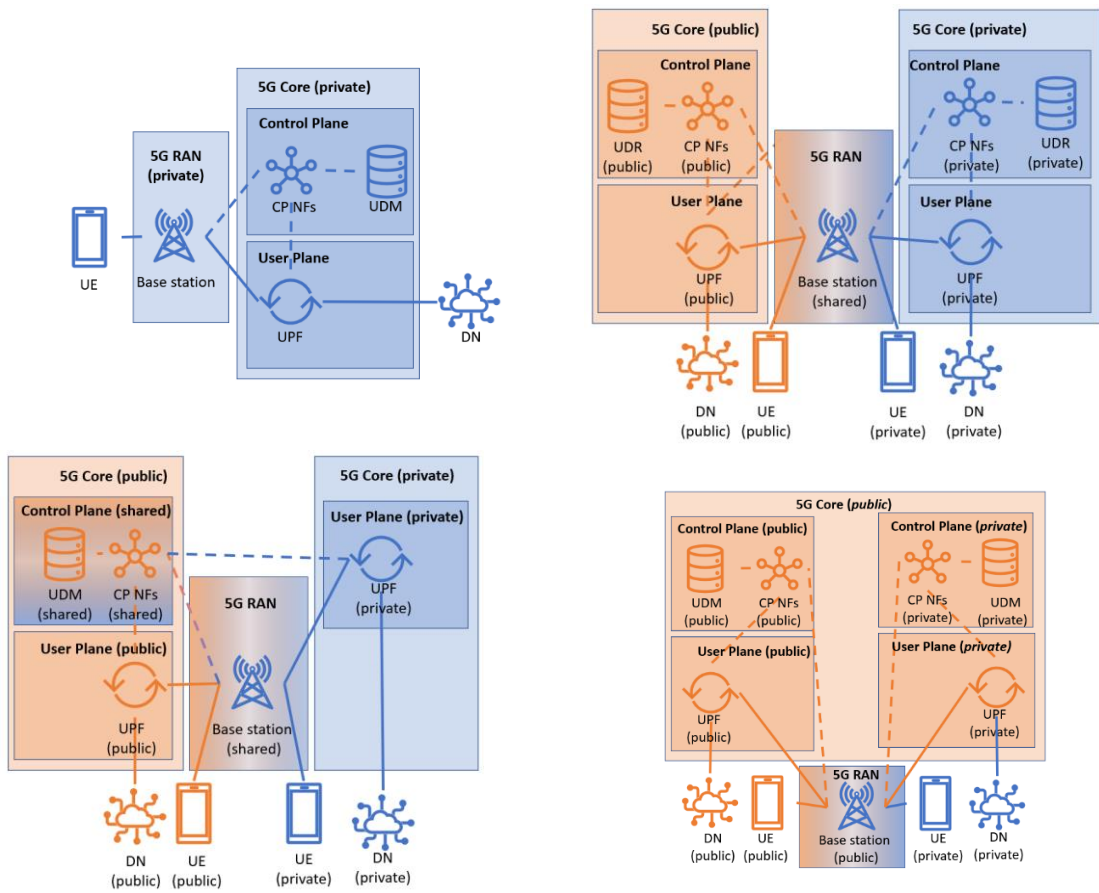 5G Core (private)
Control Plane
5G RAN
(private)
CP NFs
UDM
User Plane
UE
Base station
UPF
DN
5G Core (public)
Control Plane
UDR
(public)
CP NFs
(public)
User Plane
UPF
(public)
5G RAN
Base station
(shared)
5G Core (private)
Control Plane
CP NFs
(private)
UDR
(private)
User Plane
UPF
(private)
DN
(public)
UE
(public)
UE
(private)
DN
(private)
5G Core (public)
Control Plane (shared)
UDM
(shared)
CP NFs
(shared)
User Plane (public)
UPF
(public)
5G RAN
Base station
(shared)
5G Core (private)
User Plane (private)
UPF
(private)
DN
(public)
UE
(public)
UE
(private)
DN
(private)
5G Core (public)
Control Plane (public)
UDM
(public)
CP NFs
(public)
User Plane (public)
UPF
(public)
Control Plane (private)
CP NFs
(private)
UDM
(private)
User Plane (private)
UPF
(private)
5G RAN
Base station
(public)
DN
(public)
UE
(public)
UE
(private)
DN
(private)